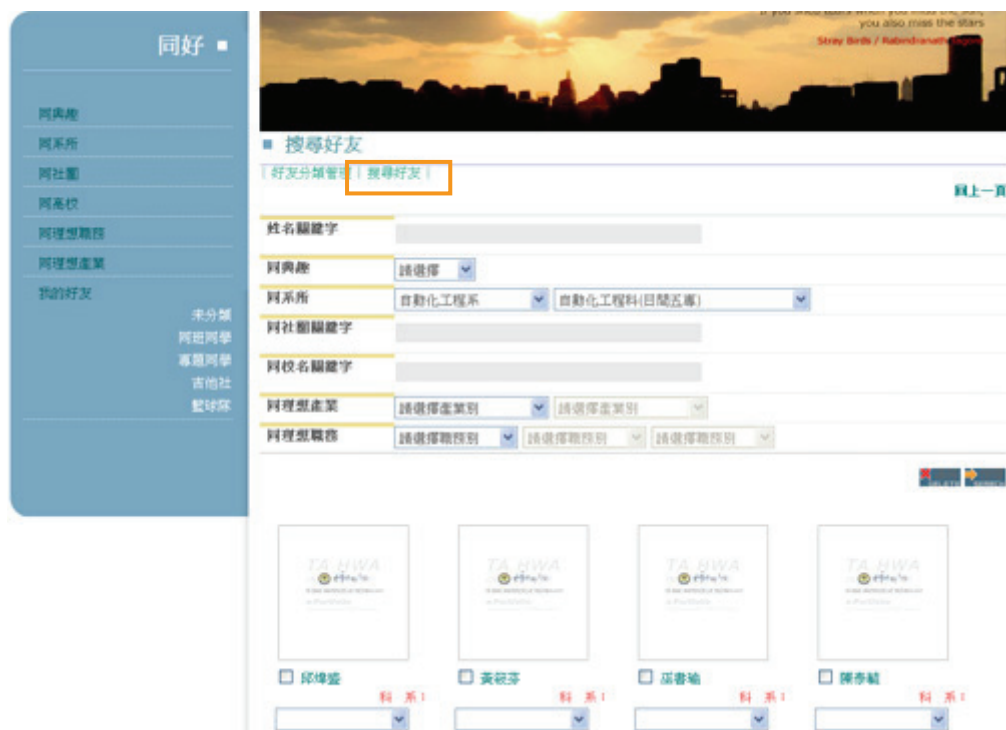 you also miss the stars
Stray Birds / Rabindranath Tagore
同好
同興趣
同系所
同社團
同高校
同理想職務
同理想產業
我的好友
未分類
同班同學
專題同學
吉他社
籃球隊
搜尋好友
| 好友分類管理 | 搜尋好友 |
回上一頁
姓名關鍵字
同興趣 請選擇
同系所 自動化工程系 自動化工程科(日間五專)
同社團關鍵字
同校名關鍵字
同理想產業 請選擇產業別 請選擇產業別
同理想職務 請選擇職務別 請選擇職務別 請選擇職務別
DELETE SEARCH
TA HWA TA HWA TA HWA TA HWA
邱煒盛 黃筱芬 巫書瑜 陳泰毓
科 系: 科 系: 科 系: 科 系: